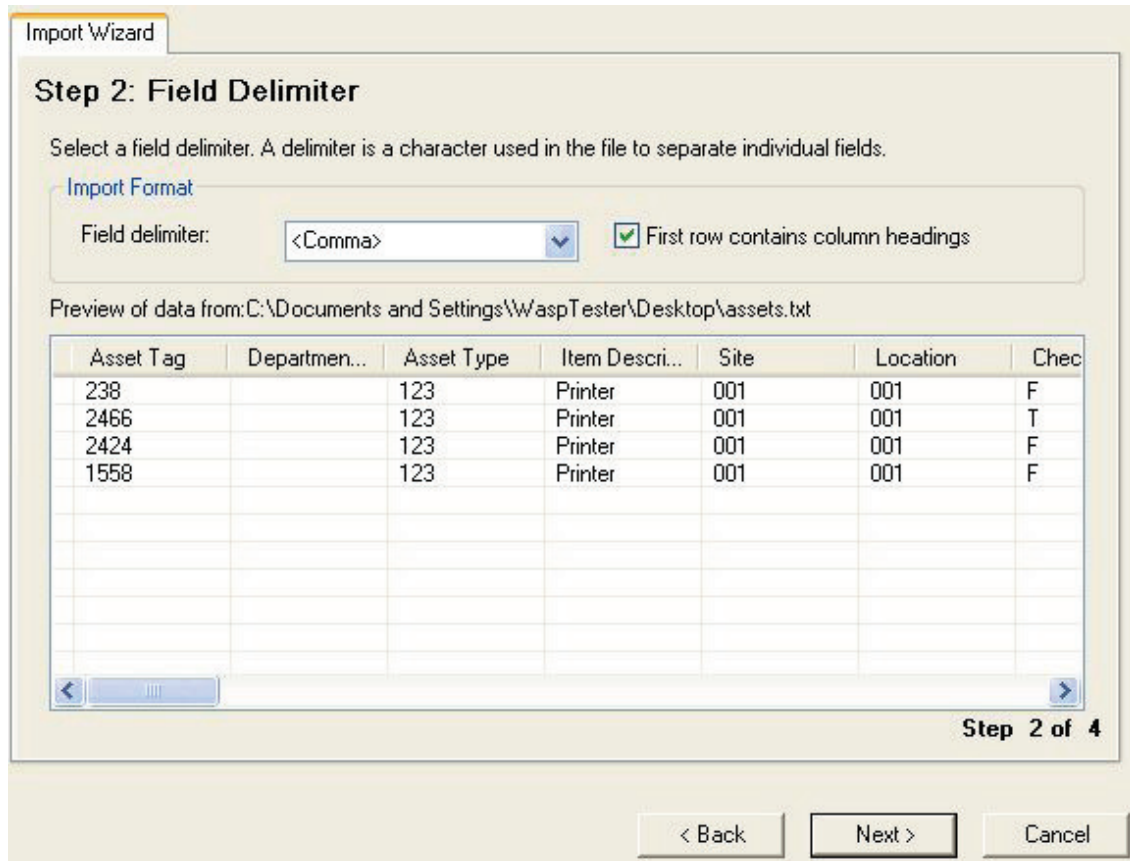 Import Wizard
Step 2: Field Delimiter
Select a field delimiter. A delimiter is a character used in the file to separate individual fields.
Import Format
Field delimiter: <Comma> First row contains column headings
Preview of data from:C:\Documents and Settings\WaspTester\Desktop\assets.txt
Asset Tag Departmen... Asset Type Item Descri... Site Location Chec
238 123 Printer 001 001 F
2466 123 Printer 001 001 T
2424 123 Printer 001 001 F
1558 123 Printer 001 001 F
Step 2 of 4
< Back Next > Cancel